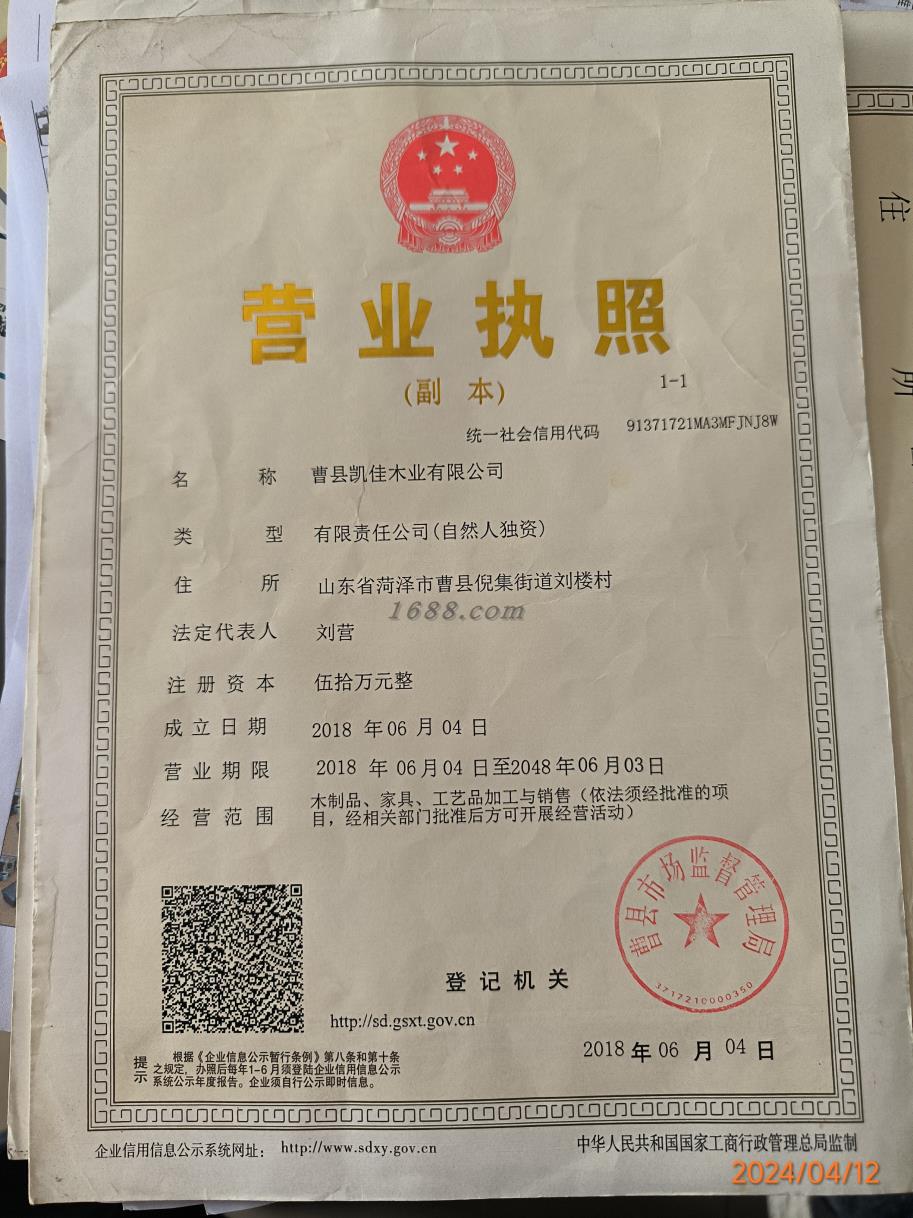 营业执照
(副 本)
1-1
统一社会信用代码 91371721MA3MFJNJ8W
名 称 曹县凯佳木业有限公司
类 型 有限责任公司(自然人独资)
住 所 山东省菏泽市曹县倪集街道刘楼村
1688.com
法定代表人 刘营
注册资本 伍拾万元整
成立日期 2018 年 06 月 04 日
营业期限 2018 年 06 月 04 日至2048 年 06 月 03 日
经营范围 木制品、家具、工艺品加工与销售（依法须经批准的项
目，经相关部门批准后方可开展经营活动）
曹县市场监督管理局
3717210000350
登记机关
http://sd.gsxt.gov.cn
2018 年 06 月 04 日
提示 根据《企业信息公示暂行条例》第八条和第十条
之规定，办照后每年1-6月须登陆企业信用信息公示
系统公示年度报告。企业须自行公示即时信息。
企业信用信息公示系统网址： http://www.sdxy.gov.cn
中华人民共和国国家工商行政管理总局监制
2024/04/12
住
所